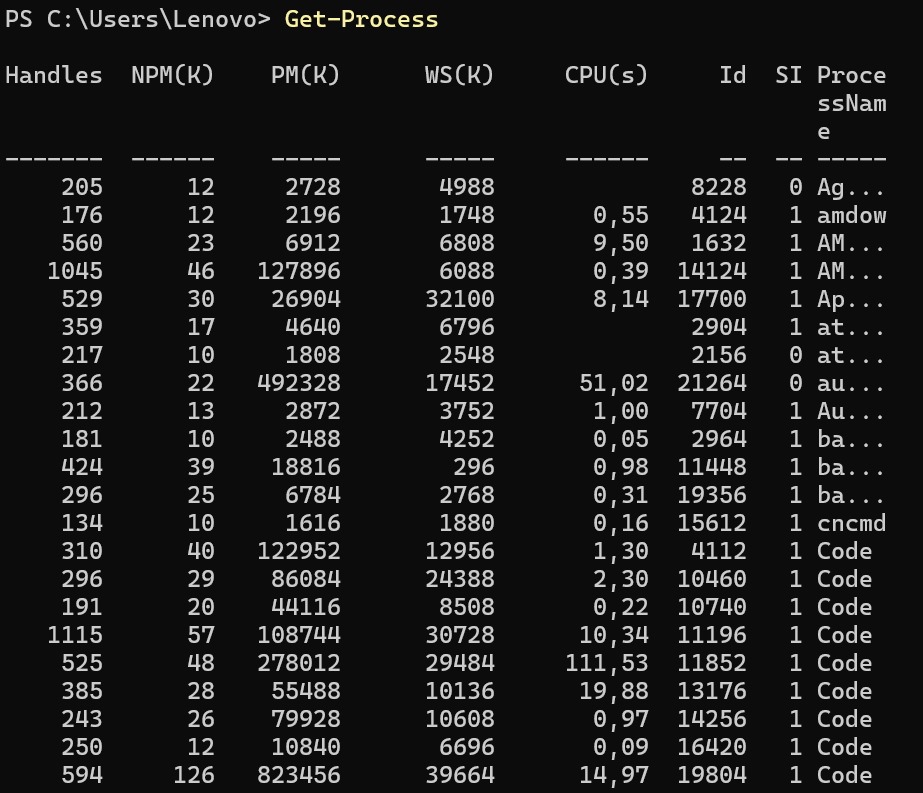 PS C:\Users\Lenovo> Get-Process
Handles  NPM(K)    PM(K)      WS(K)     CPU(s)     Id  SI Proce
                                                          ssNam
                                                          e
-------  ------    -----      -----     ------     --  -- -----
    205      12     2728       4988              8228   0 Ag...
    176      12     2196       1748       0,55   4124   1 amdow
    560      23     6912       6808       9,50   1632   1 AM...
   1045      46   127896       6088       0,39  14124   1 AM...
    529      30    26904      32100       8,14  17700   1 Ap...
    359      17     4640       6796              2904   1 at...
    217      10     1808       2548              2156   0 at...
    366      22   492328      17452      51,02  21264   0 au...
    212      13     2872       3752       1,00   7704   1 Au...
    181      10     2488       4252       0,05   2964   1 ba...
    424      39    18816        296       0,98  11448   1 ba...
    296      25     6784       2768       0,31  19356   1 ba...
    134      10     1616       1880       0,16  15612   1 cncmd
    310      40   122952      12956       1,30   4112   1 Code
    296      29    86084      24388       2,30  10460   1 Code
    191      20    44116       8508       0,22  10740   1 Code
   1115      57   108744      30728      10,34  11196   1 Code
    525      48   278012      29484     111,53  11852   1 Code
    385      28    55488      10136      19,88  13176   1 Code
    243      26    79928      10608       0,97  14256   1 Code
    250      12    10840       6696       0,09  16420   1 Code
    594     126   823456      39664      14,97  19804   1 Code